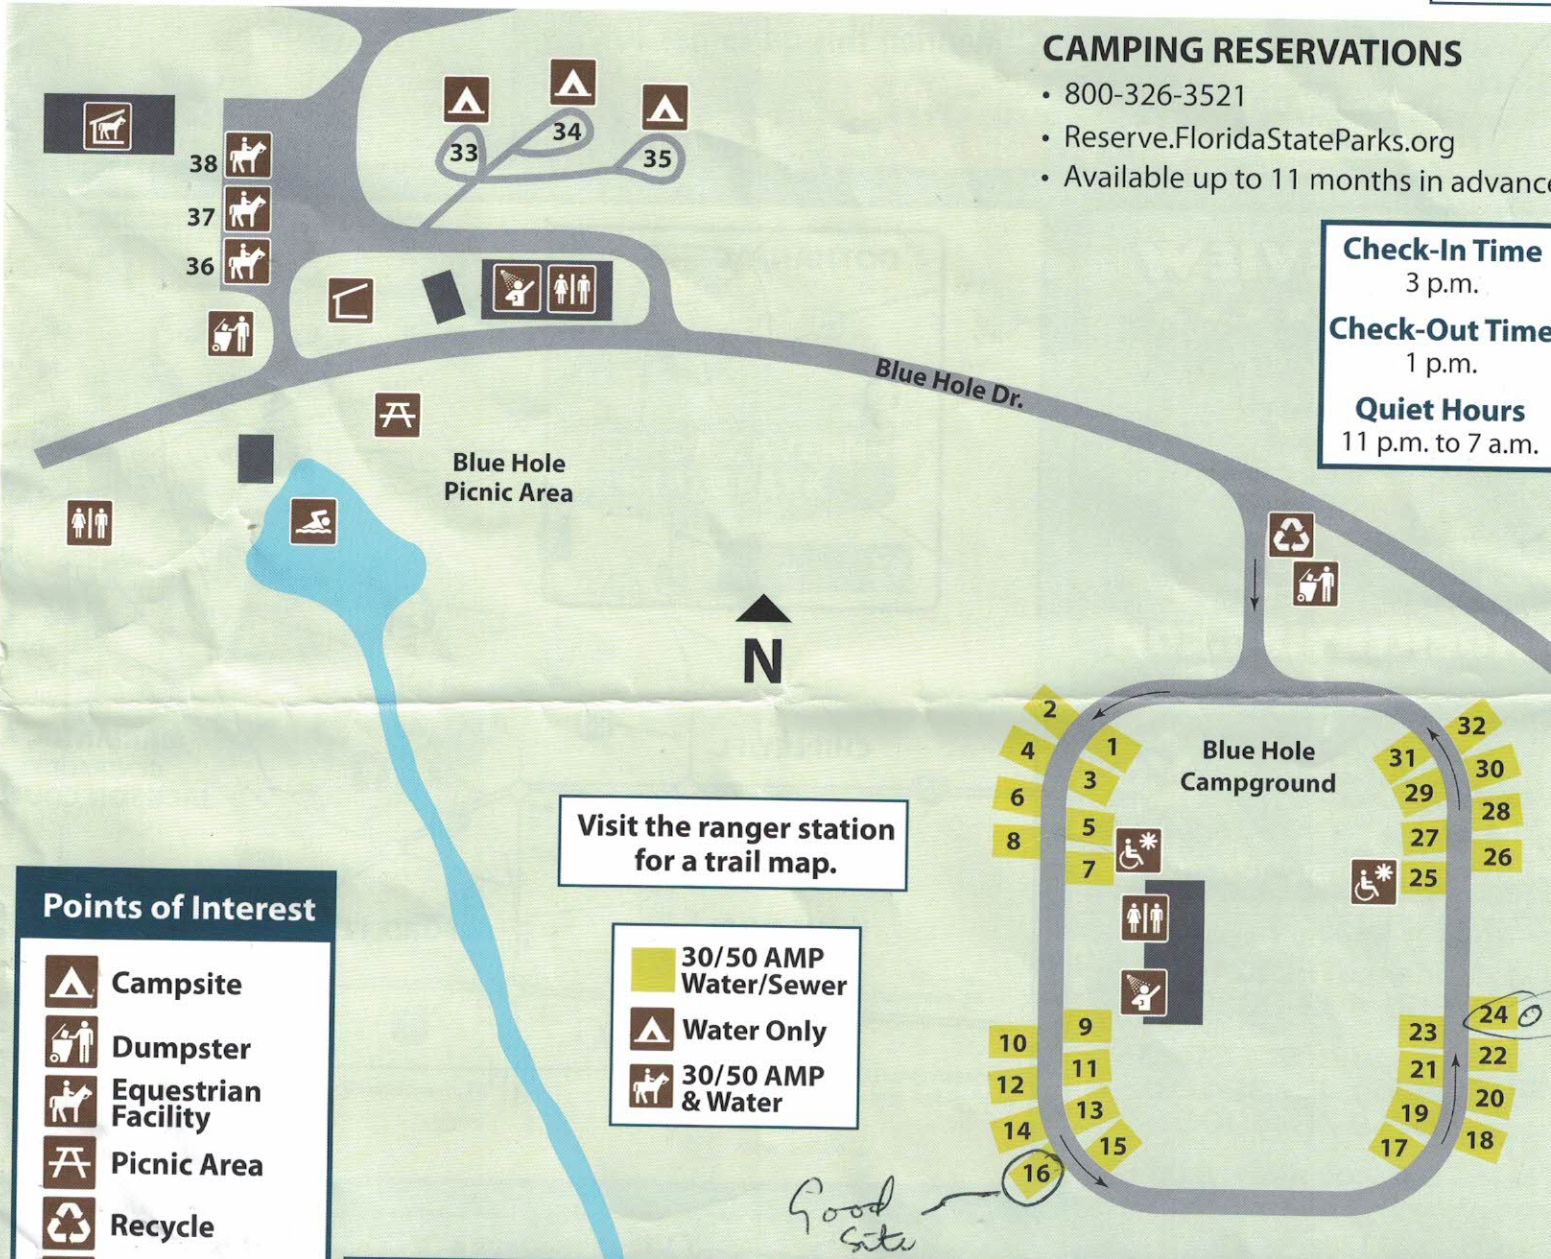 CAMPING RESERVATIONS
• 800-326-3521
• Reserve.FloridaStateParks.org
• Available up to 11 months in advance
Check-In Time
3 p.m.
Check-Out Time
1 p.m.
Quiet Hours
11 p.m. to 7 a.m.
33
34
35
38
37
36
Blue Hole Dr.
Blue Hole
Picnic Area
N
Blue Hole
Campground
2
1
4
3
6
5
8
7
32
31
30
29
28
27
26
25
10
9
12
11
14
13
16
15
24
23
22
21
20
19
18
17
Good
Site
Visit the ranger station
for a trail map.
30/50 AMP
Water/Sewer
Water Only
30/50 AMP
& Water
Points of Interest
Campsite
Dumpster
Equestrian
Facility
Picnic Area
Recycle